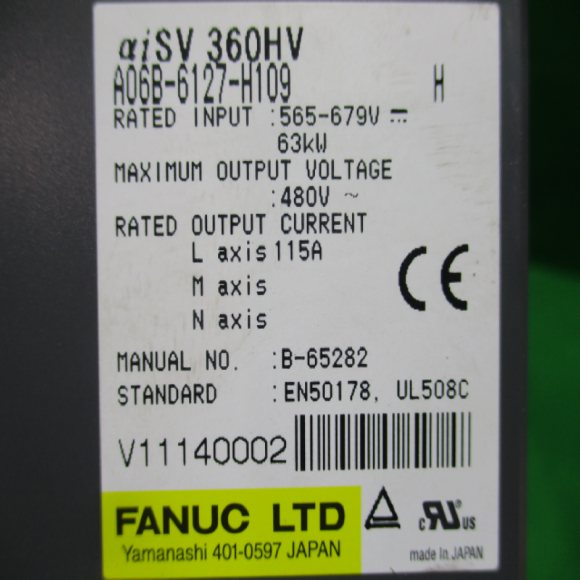 αiSV 360HV
A06B-6127-H109 H
RATED INPUT :565-679V ⎓
63kW
MAXIMUM OUTPUT VOLTAGE
:480V ~
RATED OUTPUT CURRENT
L axis 115A
M axis
N axis
CE
MANUAL NO. :B-65282
STANDARD :EN50178, UL508C
V11140002
FANUC LTD
Yamanashi 401-0597 JAPAN
c RU US
made in JAPAN